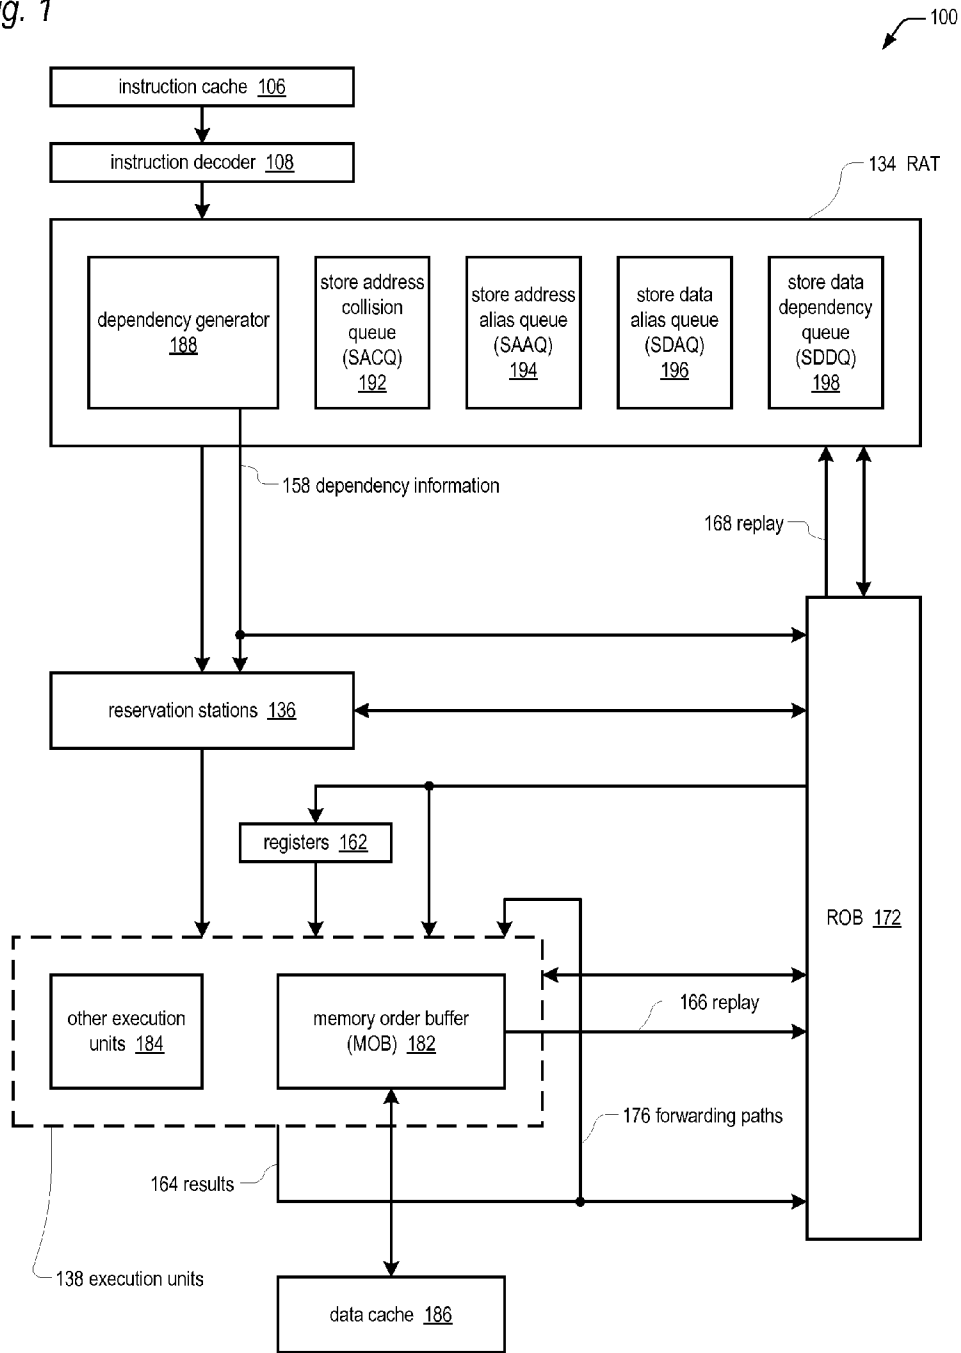 g. 1
100
instruction cache 106
instruction decoder 108
134 RAT
dependency generator
188
store address
collision
queue
(SACQ)
192
store address
alias queue
(SAAQ)
194
store data
alias queue
(SDAQ)
196
store data
dependency
queue
(SDDQ)
198
158 dependency information
168 replay
reservation stations 136
registers 162
ROB 172
other execution
units 184
memory order buffer
(MOB) 182
166 replay
176 forwarding paths
164 results
138 execution units
data cache 186